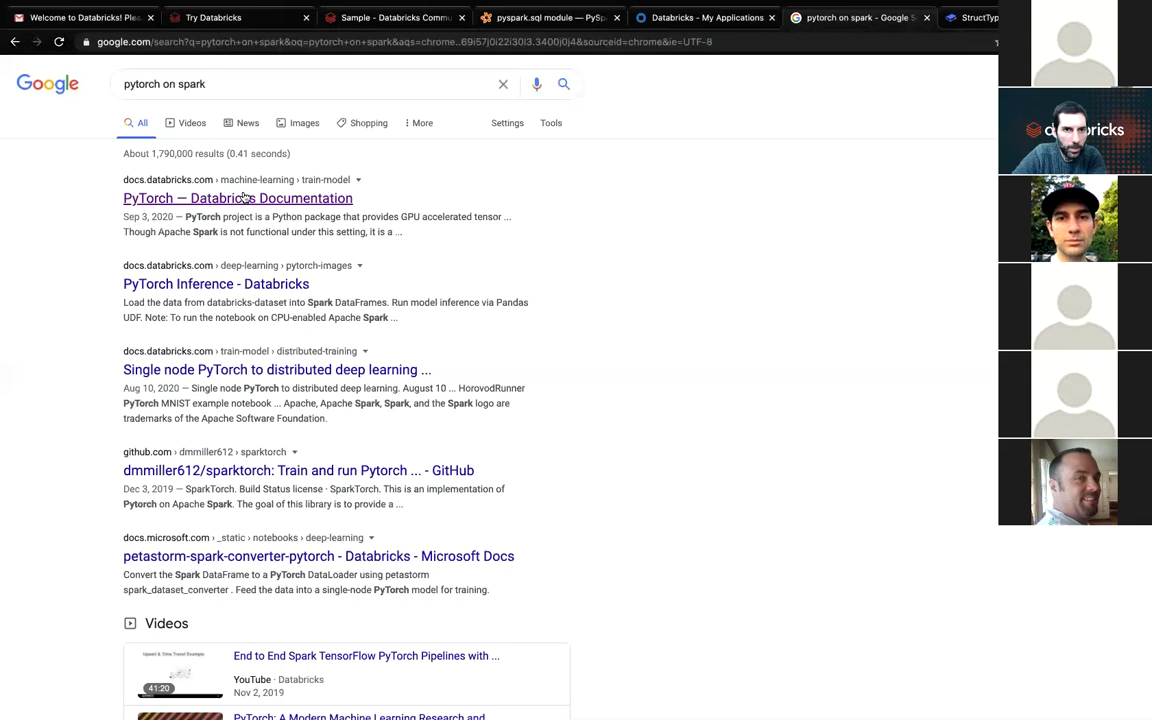 Welcome to Databricks! Plea
Try Databricks
Sample - Databricks Commu
pyspark.sql module — PySp
Databricks - My Applications
pytorch on spark - Google S
StructTyp
google.com/search?q=pytorch+on+spark&oq=pytorch+on+spark&aqs=chrome..69i57j0i22i30l3.3400j0j4&sourceid=chrome&ie=UTF-8
Google
pytorch on spark
All
Videos
News
Images
Shopping
More
Settings
Tools
About 1,790,000 results (0.41 seconds)
docs.databricks.com › machine-learning › train-model
PyTorch — Databricks Documentation
Sep 3, 2020 — PyTorch project is a Python package that provides GPU accelerated tensor ...
Though Apache Spark is not functional under this setting, it is a ...
docs.databricks.com › deep-learning › pytorch-images
PyTorch Inference - Databricks
Load the data from databricks-dataset into Spark DataFrames. Run model inference via Pandas
UDF. Note: To run the notebook on CPU-enabled Apache Spark ...
docs.databricks.com › train-model › distributed-training
Single node PyTorch to distributed deep learning ...
Aug 10, 2020 — Single node PyTorch to distributed deep learning. August 10 ... HorovodRunner
PyTorch MNIST example notebook ... Apache, Apache Spark, Spark, and the Spark logo are
trademarks of the Apache Software Foundation.
github.com › dmmiller612 › sparktorch
dmmiller612/sparktorch: Train and run Pytorch ... - GitHub
Dec 3, 2019 — SparkTorch. Build Status license · SparkTorch. This is an implementation of
Pytorch on Apache Spark. The goal of this library is to provide a ...
docs.microsoft.com › _static › notebooks › deep-learning
petastorm-spark-converter-pytorch - Databricks - Microsoft Docs
Convert the Spark DataFrame to a PyTorch DataLoader using petastorm
spark_dataset_converter . Feed the data into a single-node PyTorch model for training.
Videos
End to End Spark TensorFlow PyTorch Pipelines with ...
YouTube · Databricks
Nov 2, 2019
41:20
PyTorch: A Modern Machine Learning Research and